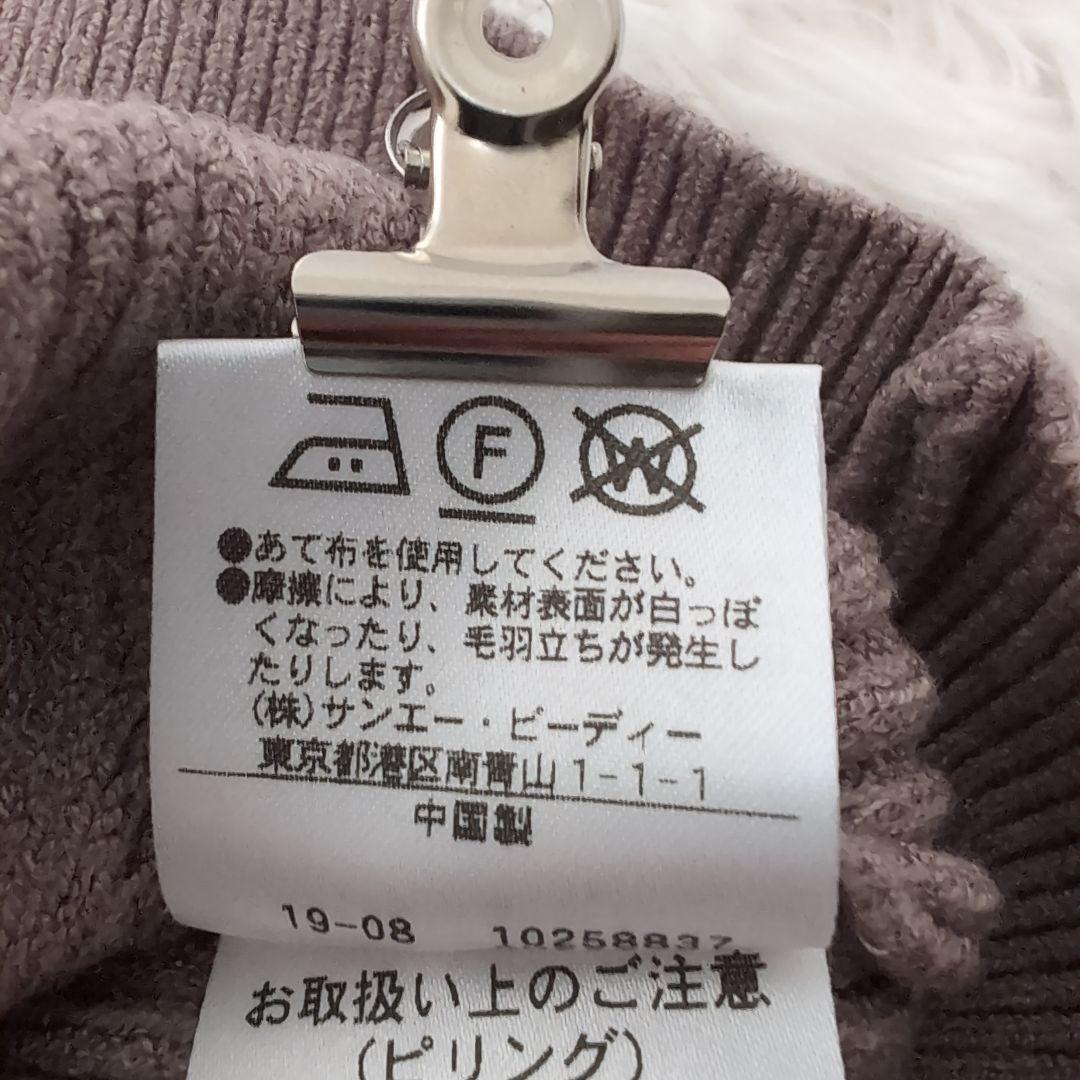 F W
●あて布を使用してください。
●摩擦により、素材表面が白っぽ
くなったり、毛羽立ちが発生し
たりします。
(株)サンエー・ビーディー
東京都港区南青山1-1-1
中国製
19-08 10258837
お取扱い上のご注意
(ピリング)